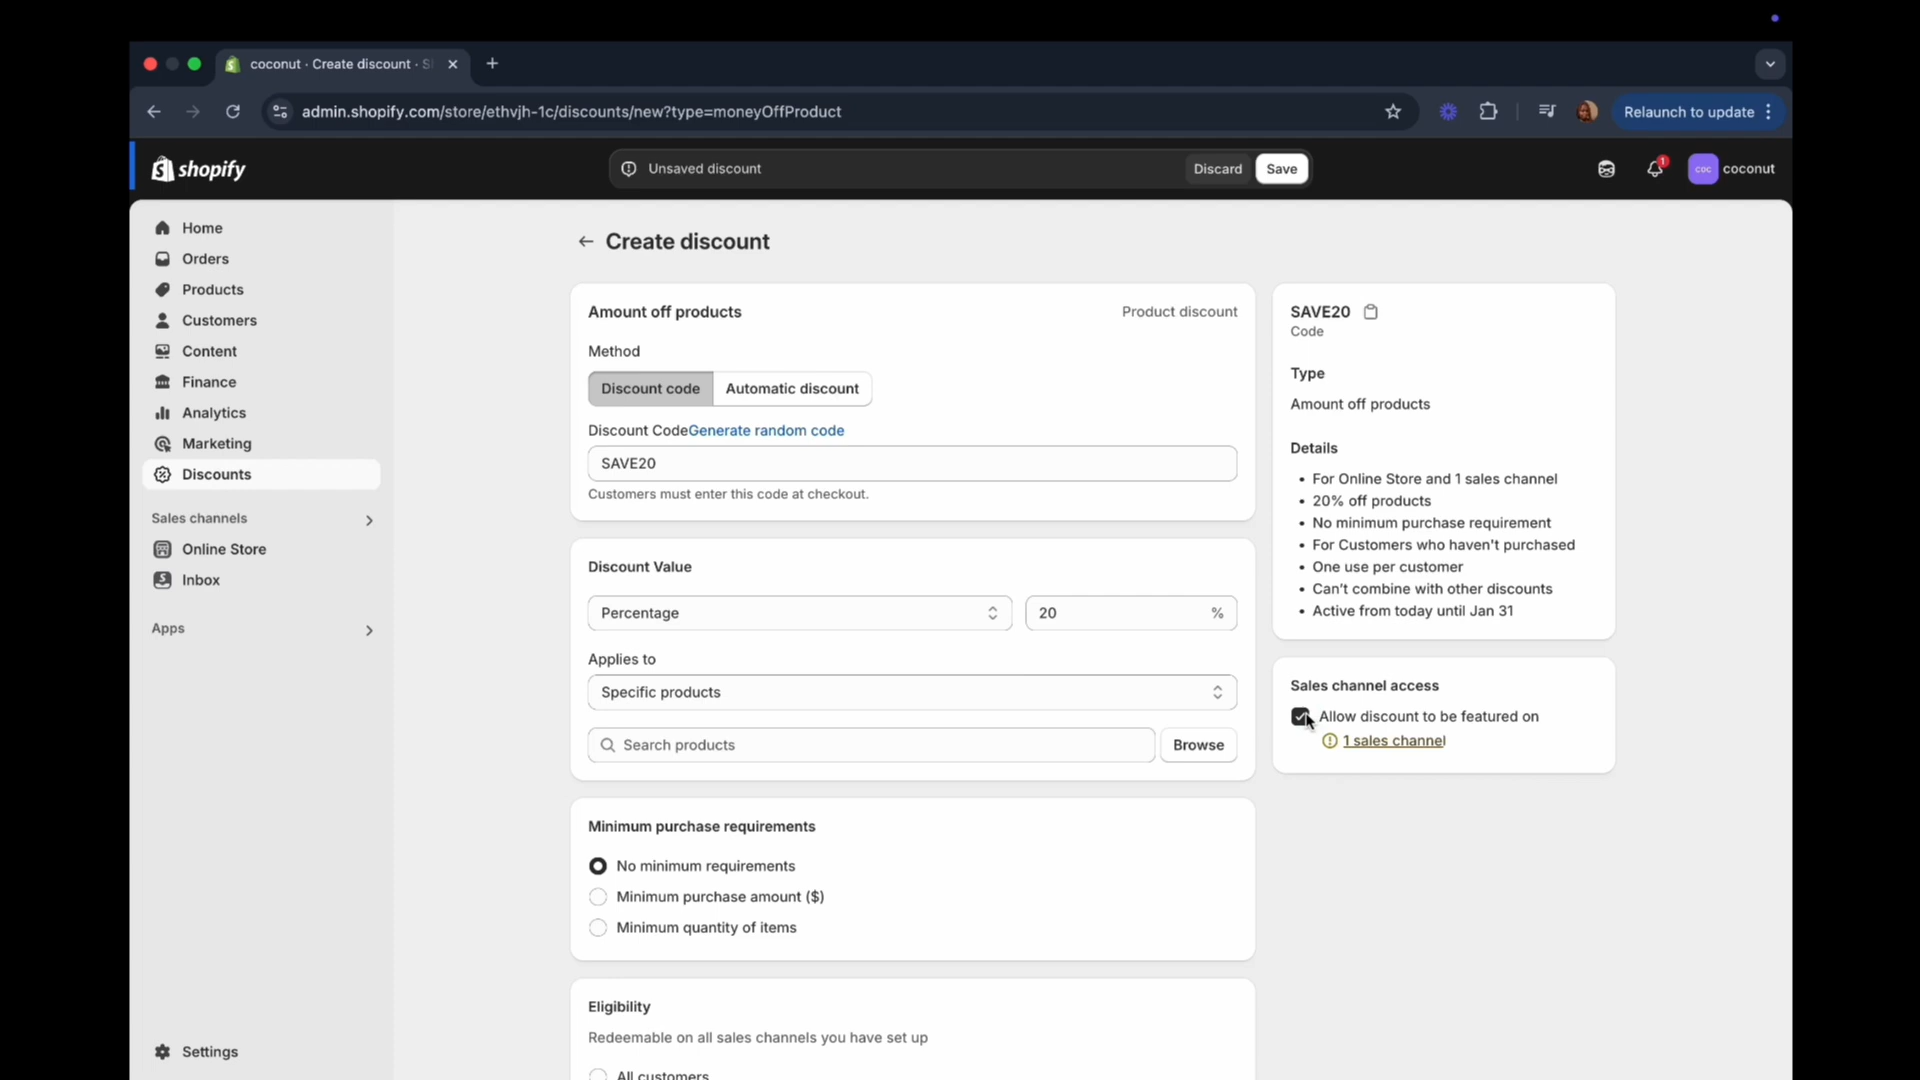 coconut · Create discount · S
admin.shopify.com/store/ethvjh-1c/discounts/new?type=moneyOffProduct
Relaunch to update
shopify
Unsaved discount
Discard
Save
1
coc
coconut
Home
Orders
Products
Customers
Content
Finance
Analytics
Marketing
Discounts
Sales channels
Online Store
Inbox
Apps
Settings
Create discount
Amount off products
Product discount
Method
Discount code
Automatic discount
Discount CodeGenerate random code
SAVE20
Customers must enter this code at checkout.
Discount Value
Percentage
20 %
Applies to
Specific products
Search products
Browse
Minimum purchase requirements
No minimum requirements
Minimum purchase amount ($)
Minimum quantity of items
Eligibility
Redeemable on all sales channels you have set up
All customers
SAVE20
Code
Type
Amount off products
Details
• For Online Store and 1 sales channel
• 20% off products
• No minimum purchase requirement
• For Customers who haven't purchased
• One use per customer
• Can't combine with other discounts
• Active from today until Jan 31
Sales channel access
Allow discount to be featured on
1 sales channel